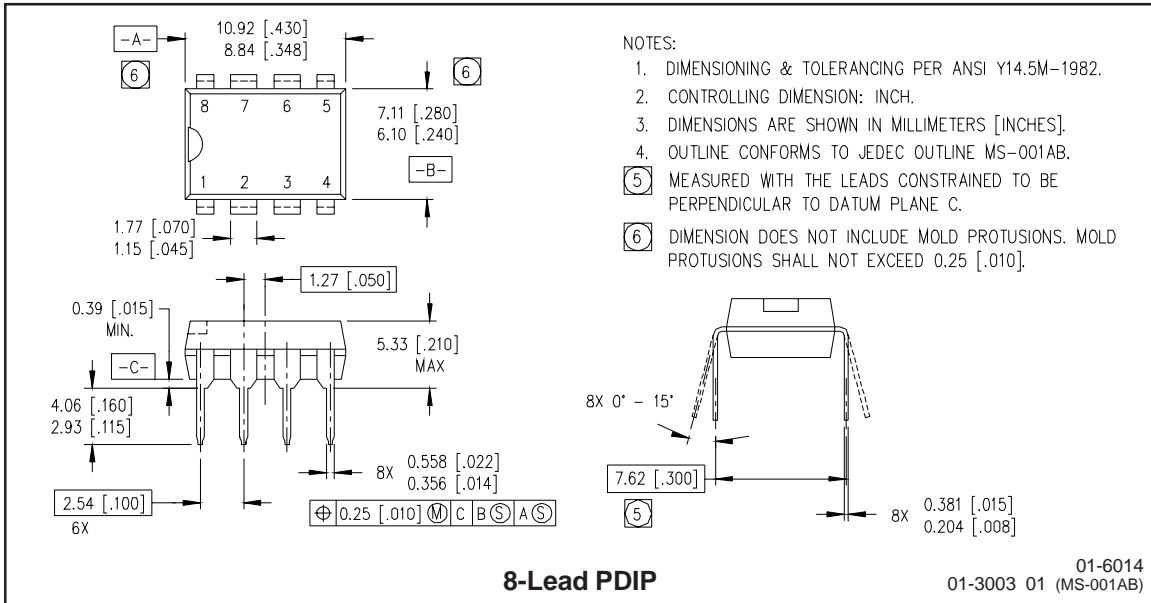 -A-
10.92 [.430]
8.84 [.348]
6
6
8 7 6 5
1 2 3 4
7.11 [.280]
6.10 [.240]
-B-
1.77 [.070]
1.15 [.045]
1.27 [.050]
0.39 [.015]
MIN.
-C-
5.33 [.210]
MAX
4.06 [.160]
2.93 [.115]
8X 0.558 [.022]
0.356 [.014]
2.54 [.100]
6X
⌖ 0.25 [.010] Ⓜ C B Ⓢ A Ⓢ
NOTES:
1. DIMENSIONING & TOLERANCING PER ANSI Y14.5M-1982.
2. CONTROLLING DIMENSION: INCH.
3. DIMENSIONS ARE SHOWN IN MILLIMETERS [INCHES].
4. OUTLINE CONFORMS TO JEDEC OUTLINE MS-001AB.
5 MEASURED WITH THE LEADS CONSTRAINED TO BE
PERPENDICULAR TO DATUM PLANE C.
6 DIMENSION DOES NOT INCLUDE MOLD PROTUSIONS. MOLD
PROTUSIONS SHALL NOT EXCEED 0.25 [.010].
8X 0° - 15°
7.62 [.300]
5
8X 0.381 [.015]
0.204 [.008]
8-Lead PDIP
01-6014
01-3003 01 (MS-001AB)